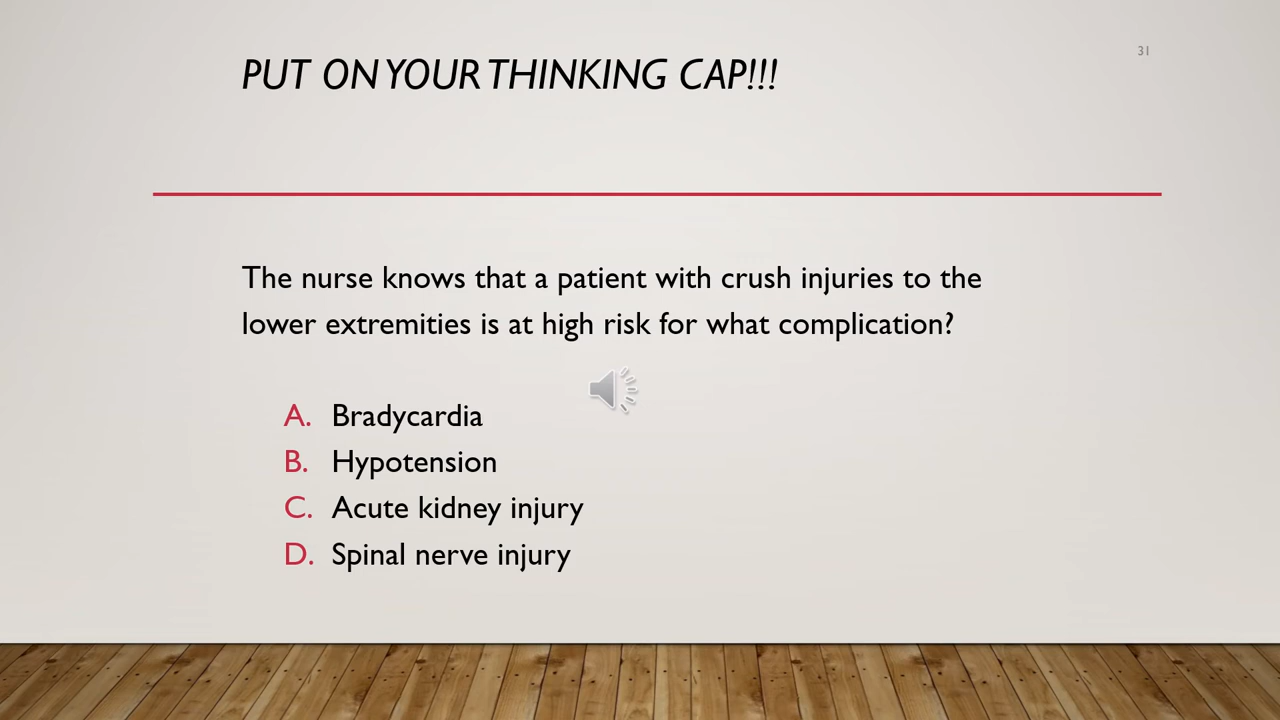 31
PUT ON YOUR THINKING CAP!!!
The nurse knows that a patient with crush injuries to the
lower extremities is at high risk for what complication?
A. Bradycardia
B. Hypotension
C. Acute kidney injury
D. Spinal nerve injury